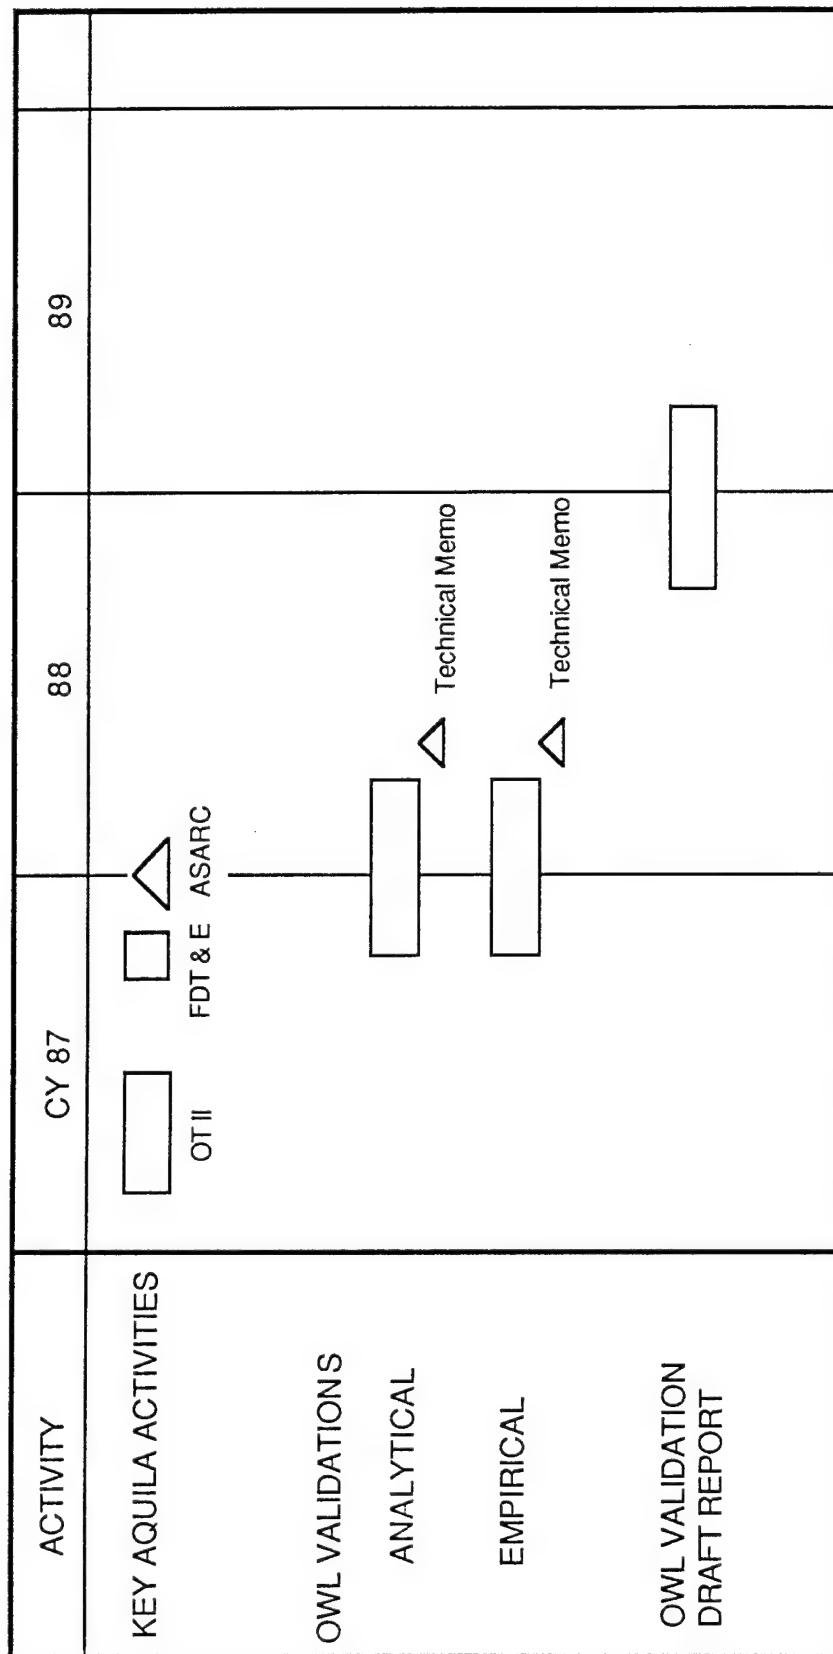 ACTIVITY
CY 87
88
89
KEY AQUILA ACTIVITIES
OT II
FDT & E
ASARC
OWL VALIDATIONS
ANALYTICAL
Technical Memo
EMPIRICAL
Technical Memo
OWL VALIDATION
DRAFT REPORT